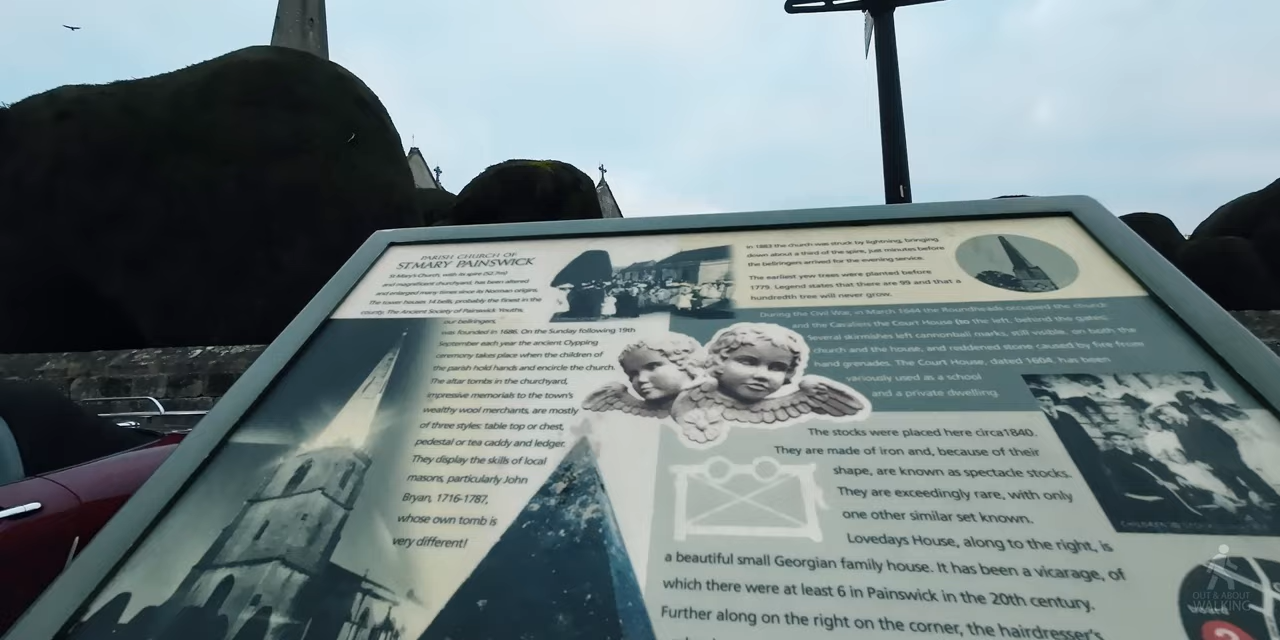 PARISH CHURCH OF
ST.MARY PAINSWICK
St Mary's Church, with its spire (52.7m)
and magnificent churchyard, has been altered
and enlarged many times since its Norman origins.
The tower houses 14 bells, probably the finest in the
county. The Ancient Society of Painswick Youths,
our bellringers,
was founded in 1686. On the Sunday following 19th
September each year the ancient Clypping
ceremony takes place when the children of
the parish hold hands and encircle the church.
The altar tombs in the churchyard,
impressive memorials to the town's
wealthy wool merchants, are mostly
of three styles: table top or chest,
pedestal or tea caddy and ledger.
They display the skills of local
masons, particularly John
Bryan, 1716-1787,
whose own tomb is
very different!
In 1883 the church was struck by lightning, bringing
down about a third of the spire, just minutes before
the bellringers arrived for the evening service.
The earliest yew trees were planted before
1779. Legend states that there are 99 and that a
hundredth tree will never grow.
During the Civil War, in March 1644 the Roundheads occupied the church
and the Cavaliers the Court House (to the left, behind the gates).
Several skirmishes left cannonball marks, still visible, on both the
church and the house, and reddened stone caused by fire from
hand grenades. The Court House, dated 1604, has been
variously used as a school
and a private dwelling.
The stocks were placed here circa1840.
They are made of iron and, because of their
shape, are known as spectacle stocks.
They are exceedingly rare, with only
one other similar set known.
Lovedays House, along to the right, is
a beautiful small Georgian family house. It has been a vicarage, of
which there were at least 6 in Painswick in the 20th century.
Further along on the right on the corner, the hairdresser's
OUT & ABOUT
WALKING